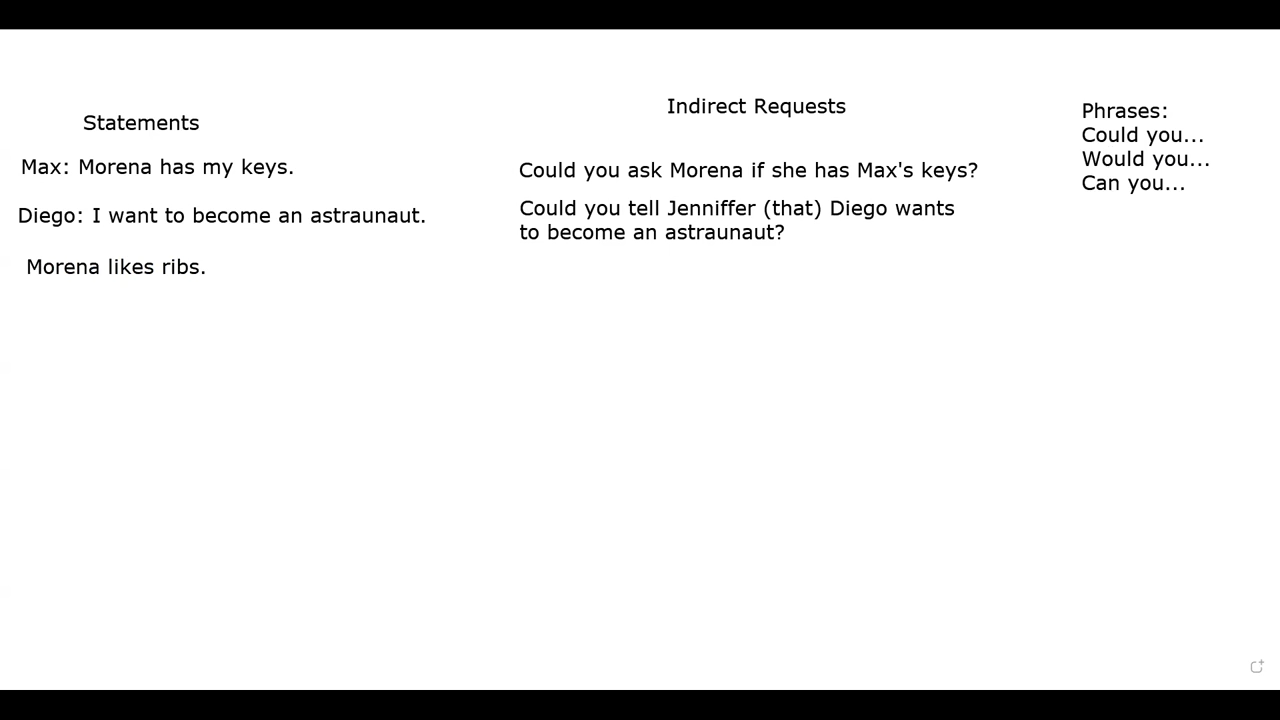 Statements
Max: Morena has my keys.
Diego: I want to become an astraunaut.
Morena likes ribs.
Indirect Requests
Could you ask Morena if she has Max's keys?
Could you tell Jenniffer (that) Diego wants
to become an astraunaut?
Phrases:
Could you...
Would you...
Can you...